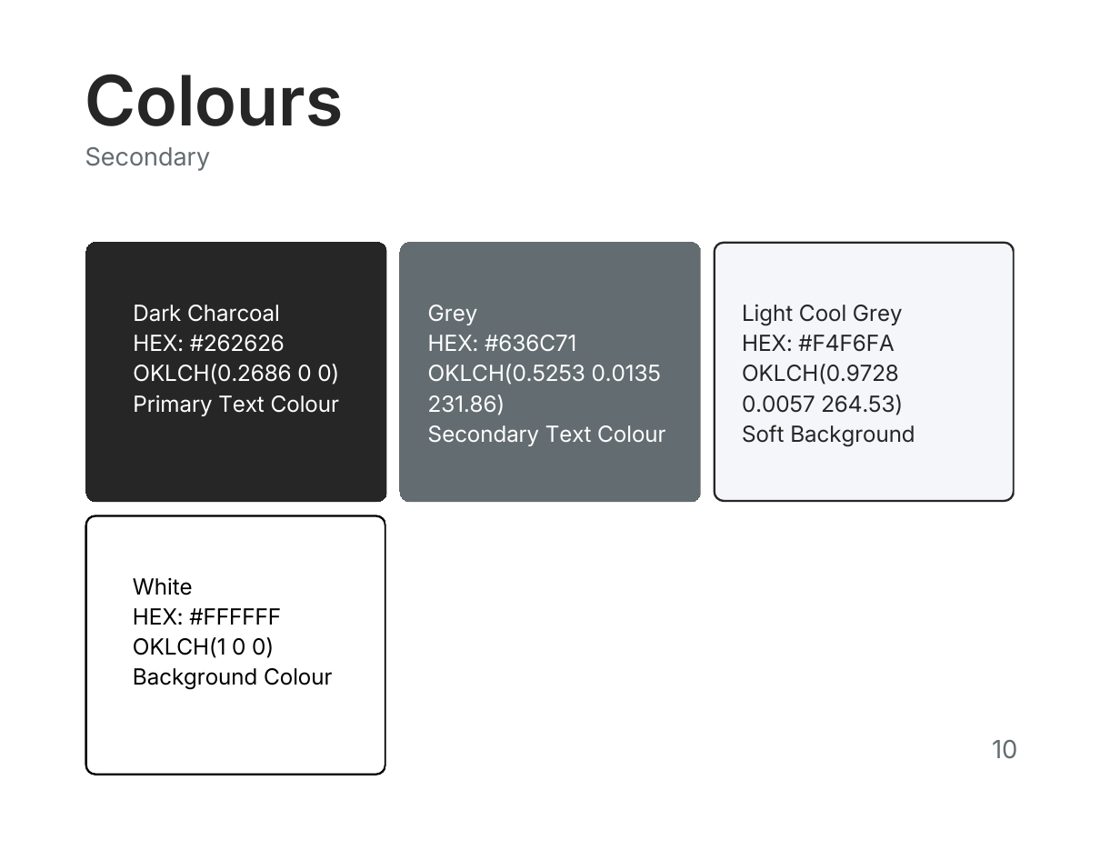 Colours
Secondary
Dark Charcoal
HEX: #262626
OKLCH(0.2686 0 0)
Primary Text Colour
Grey
HEX: #636C71
OKLCH(0.5253 0.0135
231.86)
Secondary Text Colour
Light Cool Grey
HEX: #F4F6FA
OKLCH(0.9728
0.0057 264.53)
Soft Background
White
HEX: #FFFFFF
OKLCH(1 0 0)
Background Colour
10